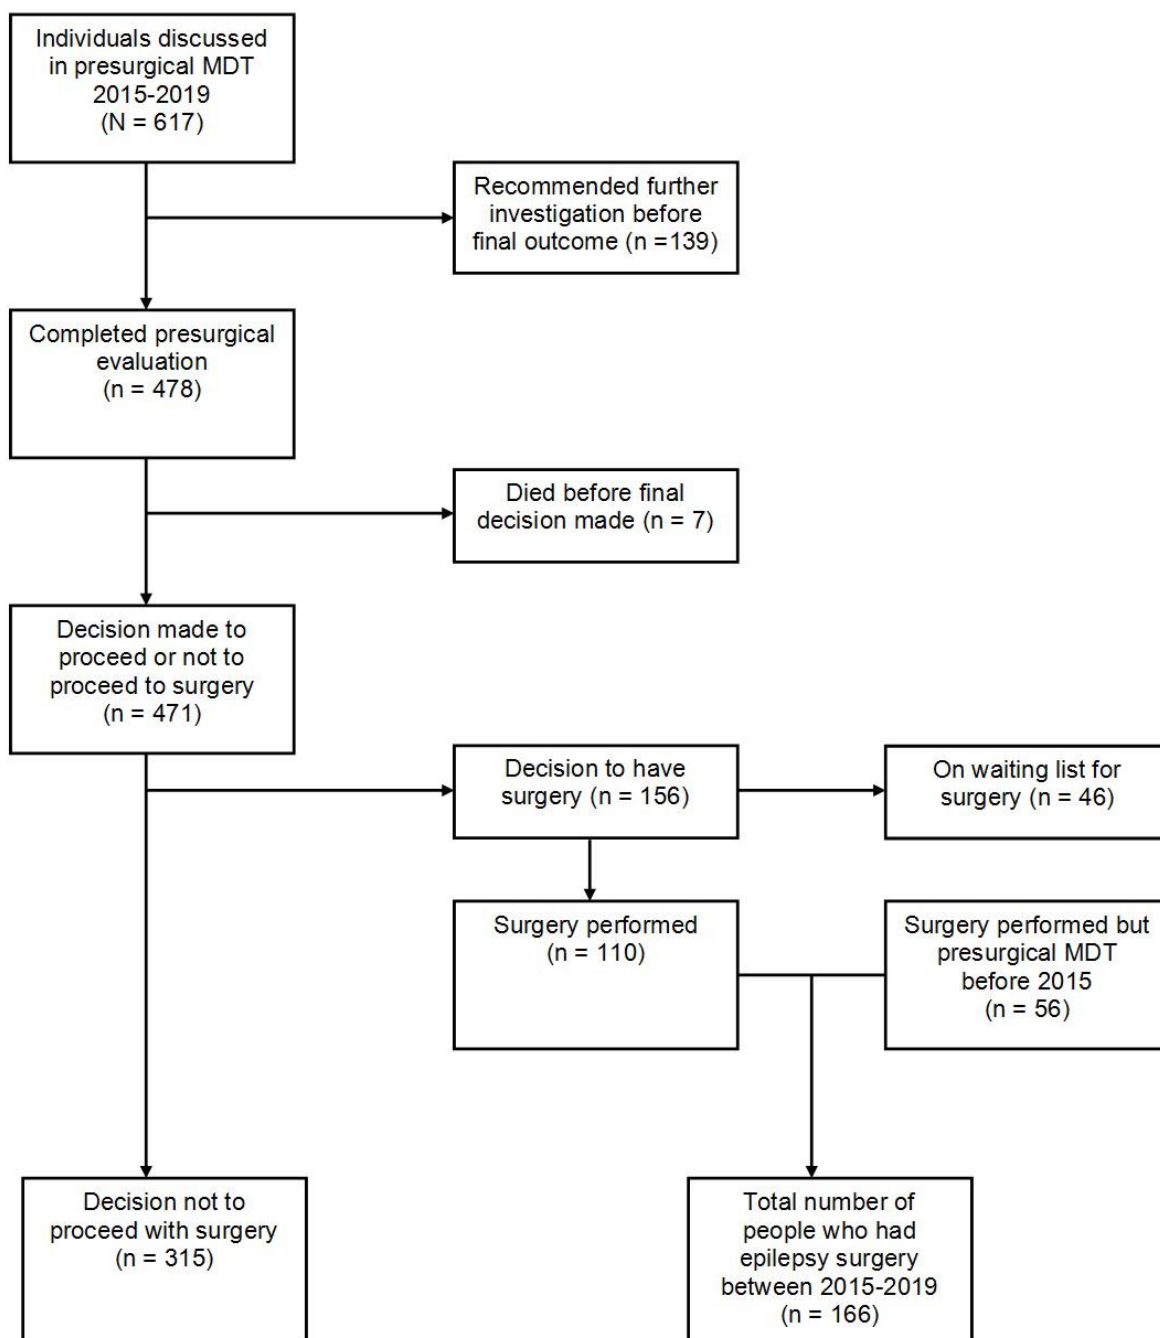 Individuals discussed
in presurgical MDT
2015-2019
(N = 617)
Recommended further
investigation before
final outcome (n =139)
Completed presurgical
evaluation
(n = 478)
Died before final
decision made (n = 7)
Decision made to
proceed or not to
proceed to surgery
(n = 471)
Decision to have
surgery (n = 156)
On waiting list for
surgery (n = 46)
Surgery performed
(n = 110)
Surgery performed but
presurgical MDT
before 2015
(n = 56)
Decision not to
proceed with surgery
(n = 315)
Total number of
people who had
epilepsy surgery
between 2015-2019
(n = 166)